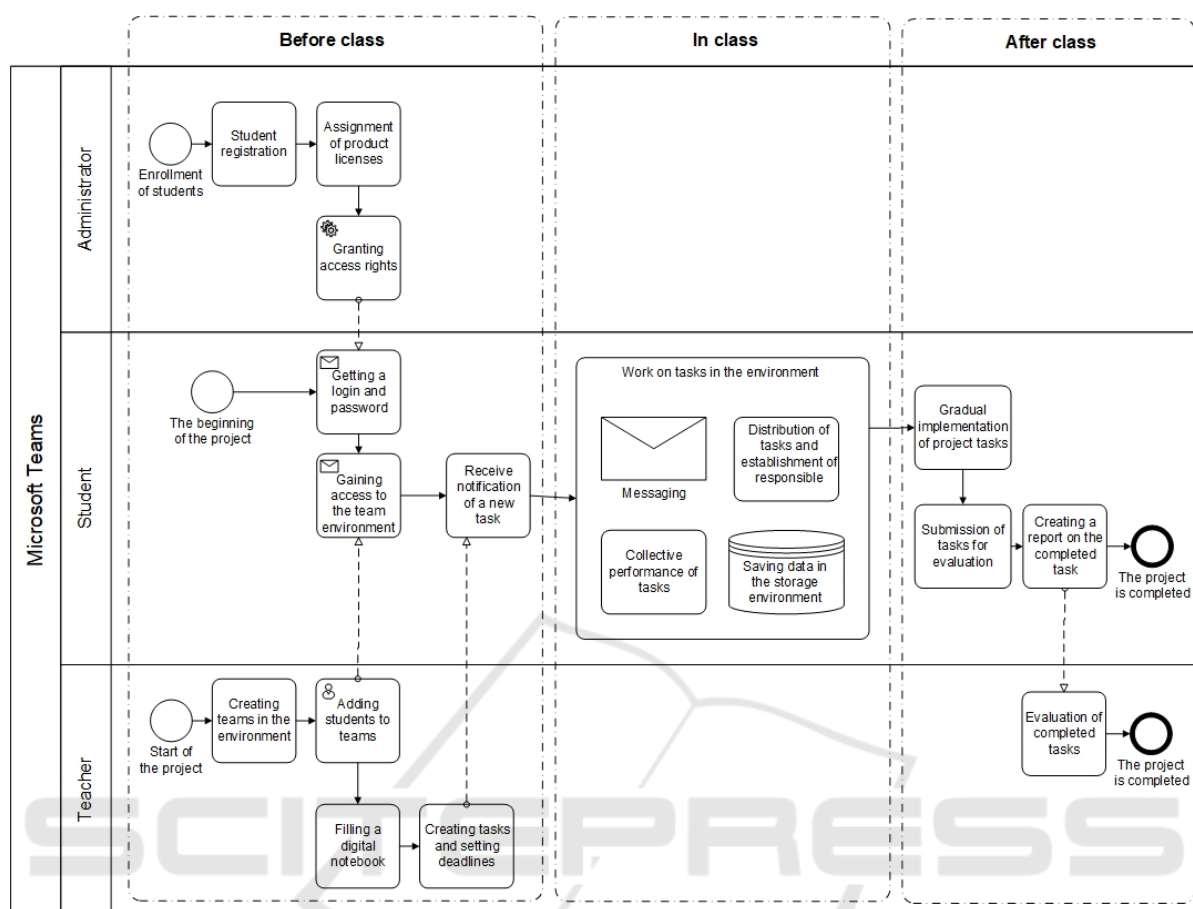 Before class
In class
After class
Microsoft Teams
Administrator
Enrollment
of students
Student
registration
Assignment
of product
licenses
Granting
access rights
Student
The beginning
of the project
Getting a
login and
password
Gaining
access to
the team
environment
Receive
notification
of a new
task
Work on tasks in the environment
Messaging
Distribution of
tasks and
establishment of
responsible
Collective
performance of
tasks
Saving data in
the storage
environment
Gradual
implementation
of project tasks
Submission of
tasks for
evaluation
Creating a
report on the
completed
task
The project
is completed
Teacher
Start of
the project
Creating
teams in the
environment
Adding
students to
teams
Filling a
digital
notebook
Creating tasks
and setting
deadlines
Evaluation of
completed
tasks
The project
is completed
SCITEPRESS